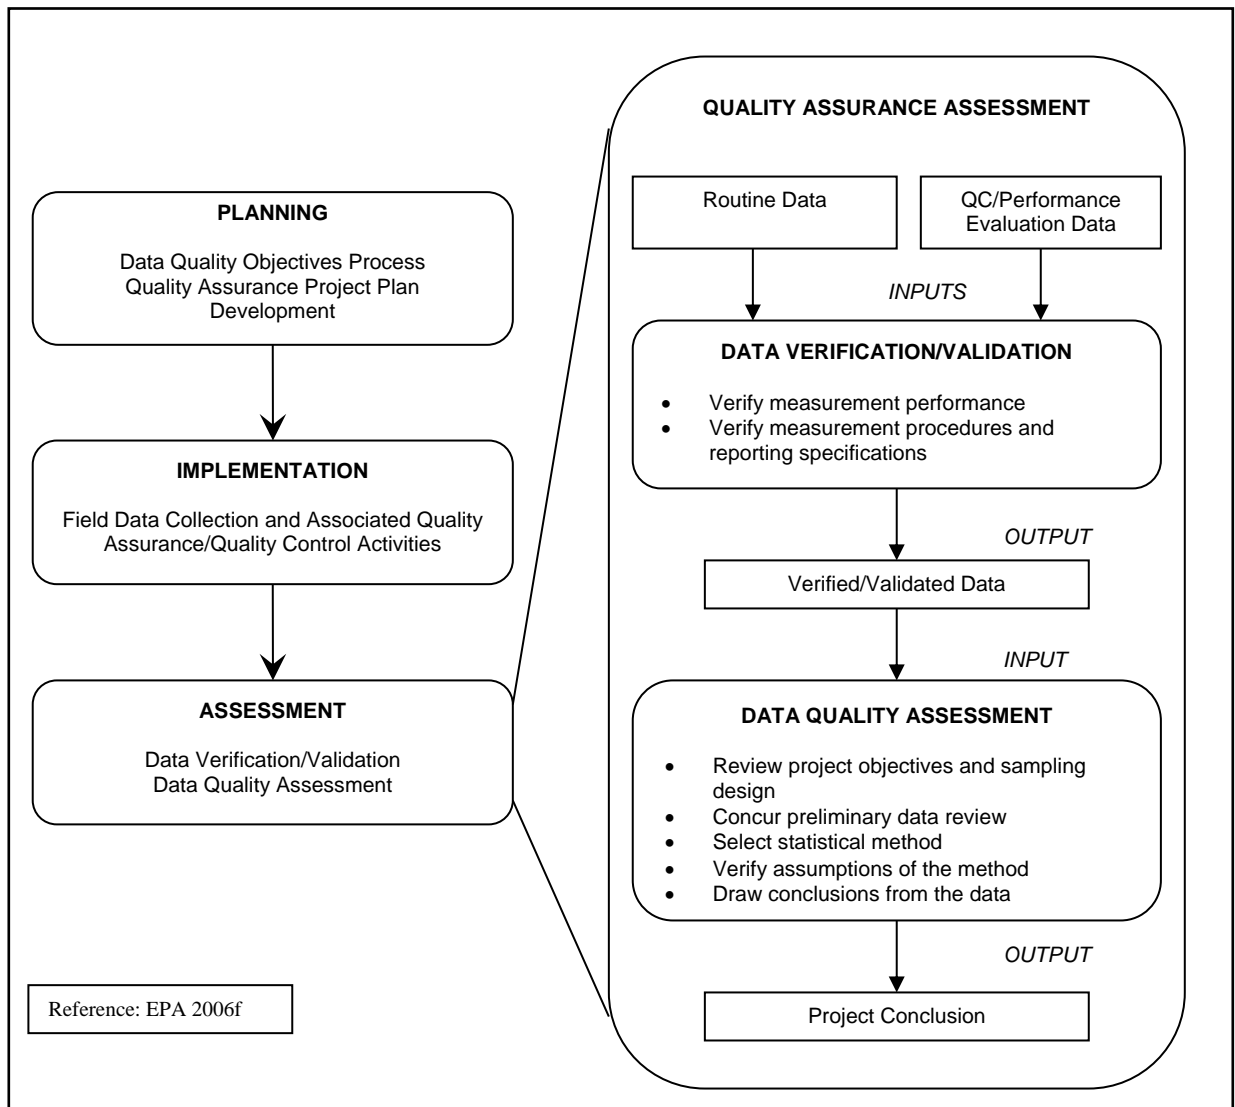 PLANNING
Data Quality Objectives Process
Quality Assurance Project Plan
Development
IMPLEMENTATION
Field Data Collection and Associated Quality
Assurance/Quality Control Activities
ASSESSMENT
Data Verification/Validation
Data Quality Assessment
Reference: EPA 2006f
QUALITY ASSURANCE ASSESSMENT
Routine Data
QC/Performance
Evaluation Data
INPUTS
DATA VERIFICATION/VALIDATION
• Verify measurement performance
• Verify measurement procedures and
reporting specifications
OUTPUT
Verified/Validated Data
INPUT
DATA QUALITY ASSESSMENT
• Review project objectives and sampling
design
• Concur preliminary data review
• Select statistical method
• Verify assumptions of the method
• Draw conclusions from the data
OUTPUT
Project Conclusion